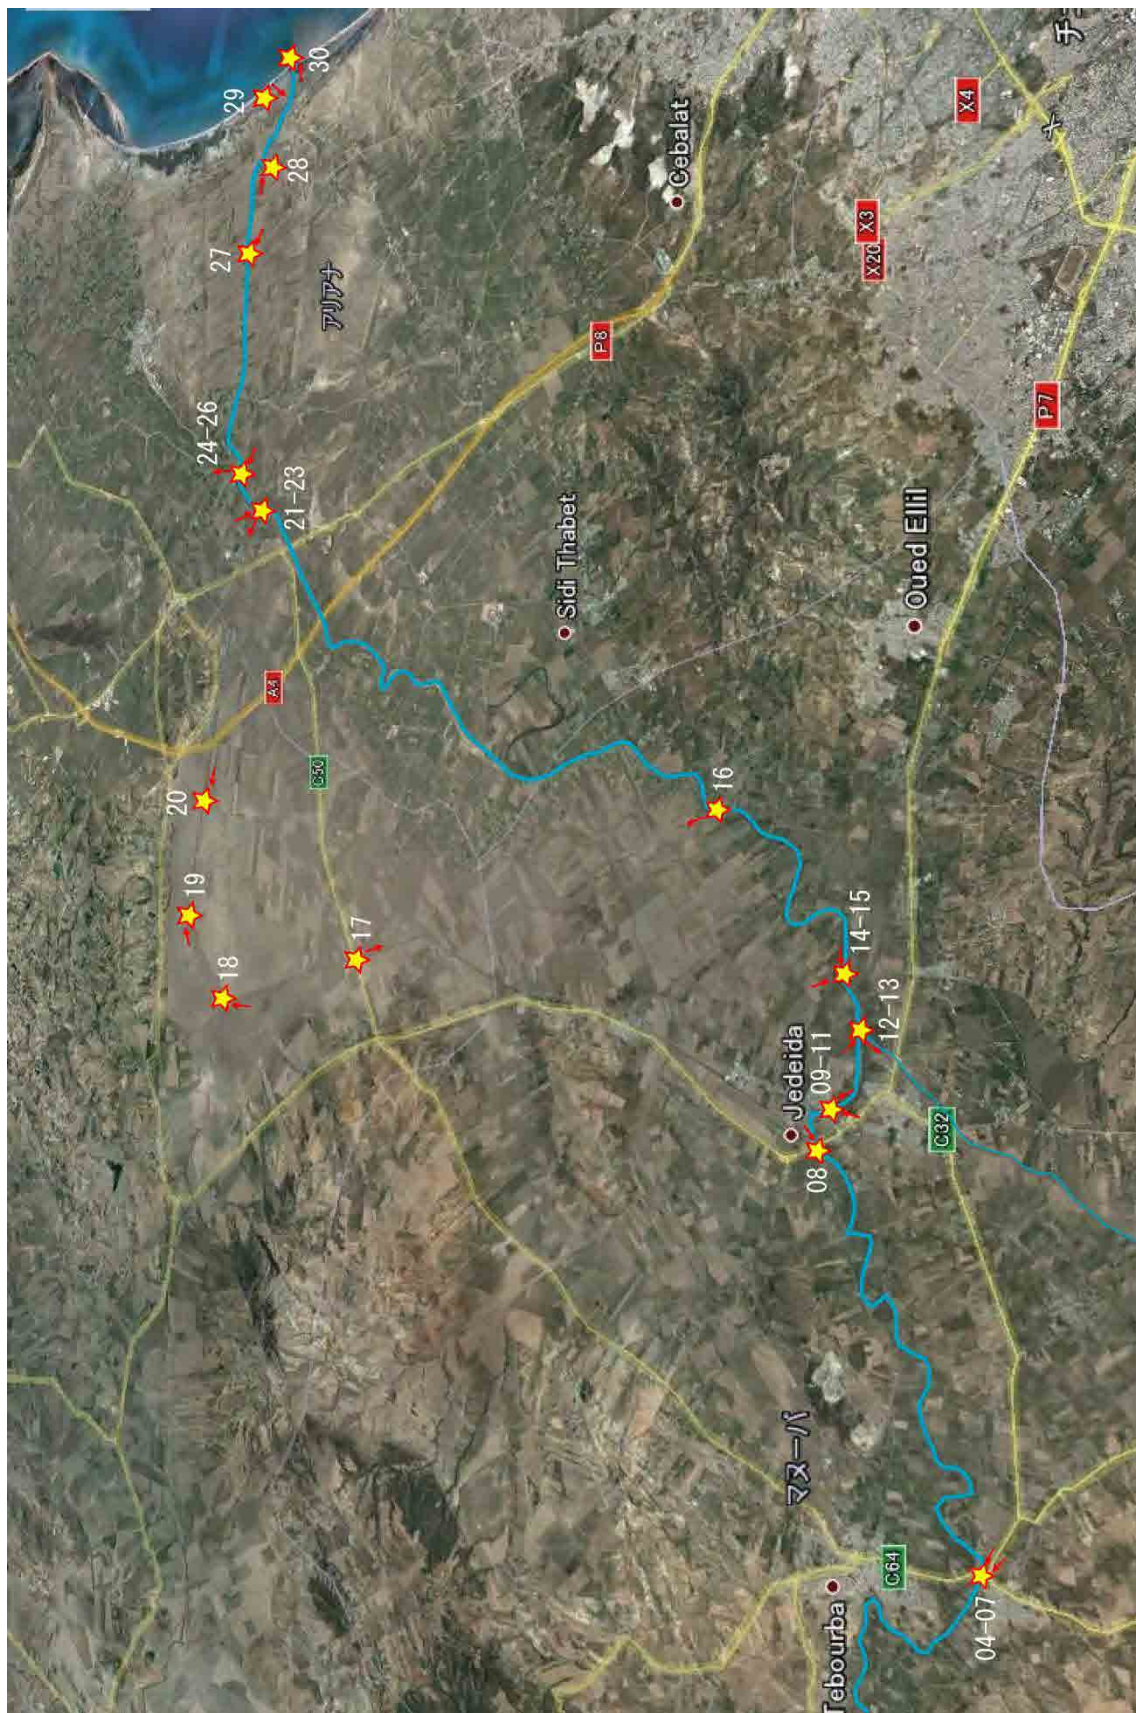 30
29
28
27
24-26
21-23
20
19
18
17
16
14-15
12-13
09-11
08
04-07
アリアナ
Cebalat
Sidi Thabet
Oued Ellil
Jedeida
マヌーバ
Tebourba
X4
X3
X20
P8
P7
A4
C50
C32
C64